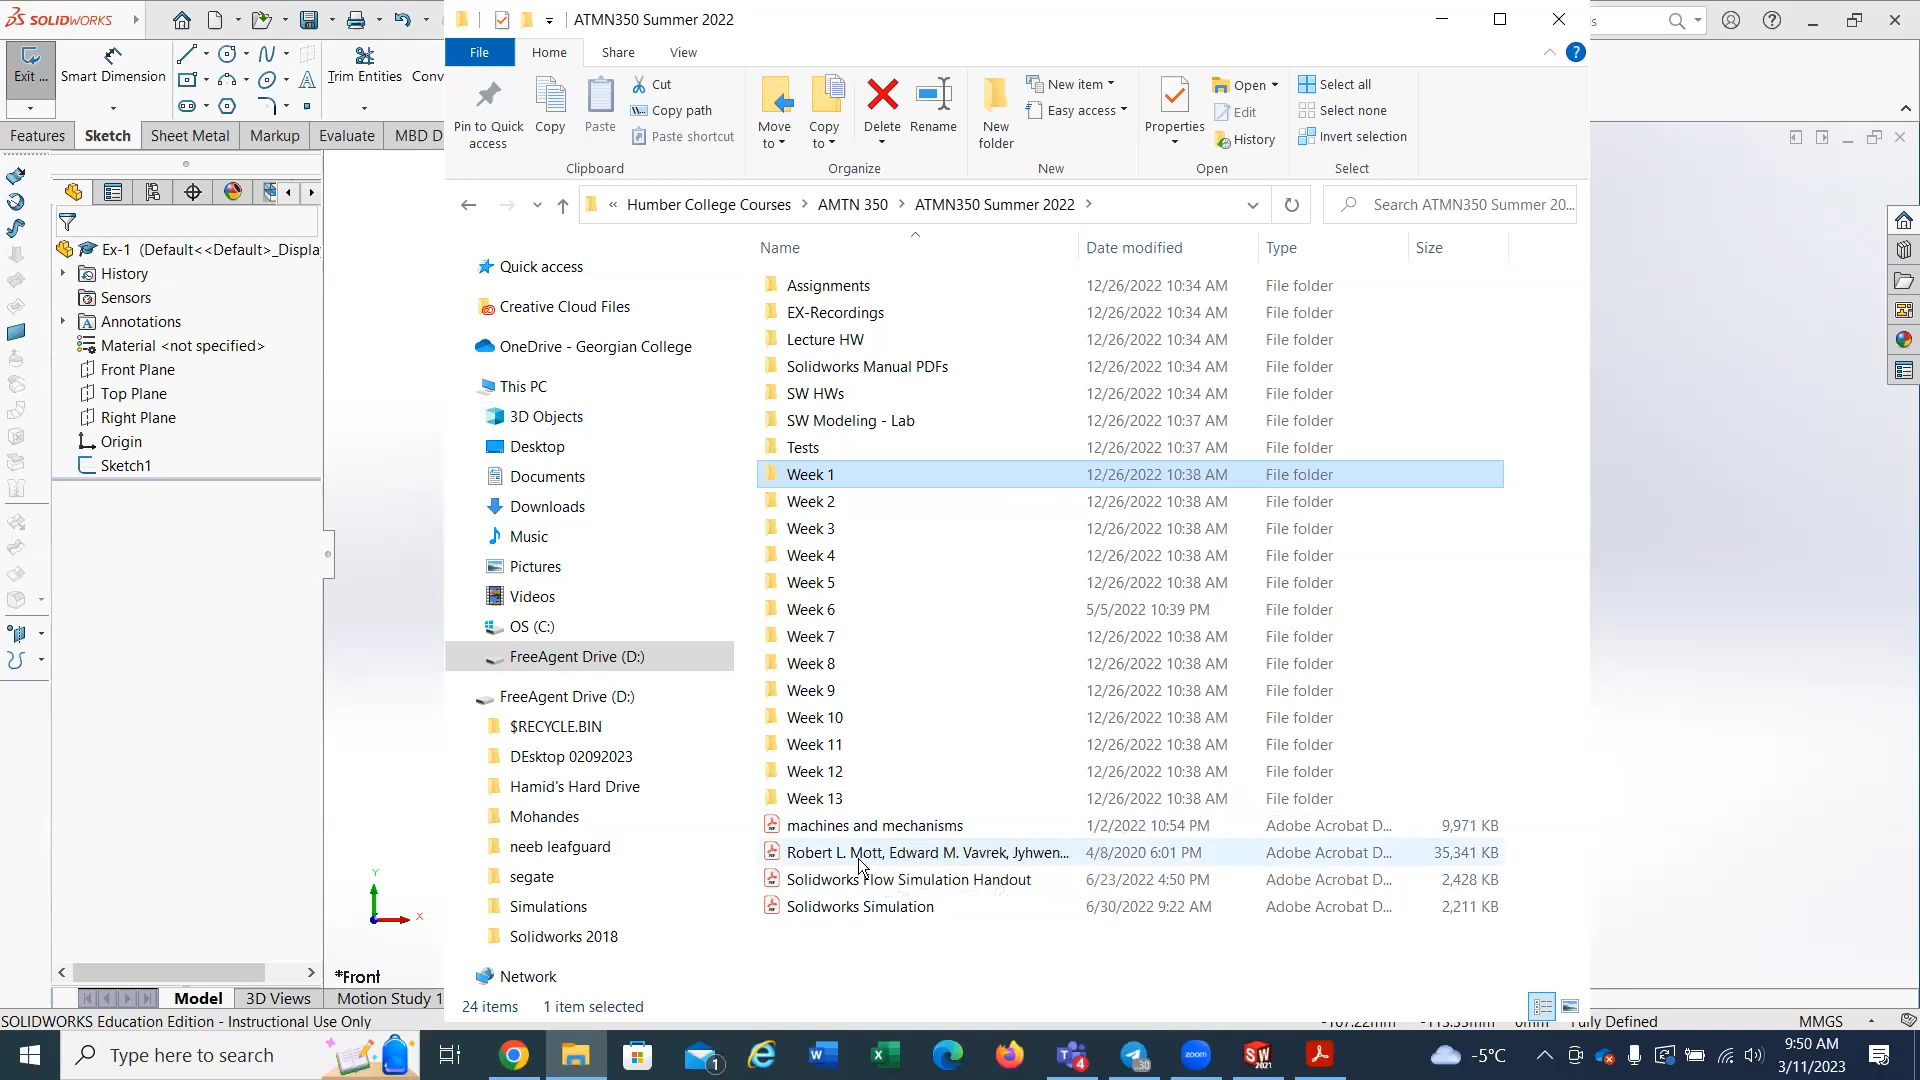 SOLIDWORKS
ATMN350 Summer 2022
Exit ...
Smart Dimension
Trim Entities
Conv
Features
Sketch
Sheet Metal
Markup
Evaluate
MBD D
File
Home
Share
View
Pin to Quick access
Copy
Paste
Cut
Copy path
Paste shortcut
Clipboard
Move to
Copy to
Delete
Rename
Organize
New folder
New item
Easy access
New
Properties
Open
Edit
History
Open
Select all
Select none
Invert selection
Select
« Humber College Courses > AMTN 350 > ATMN350 Summer 2022 >
Search ATMN350 Summer 20...
Ex-1 (Default<<Default>_Displa
History
Sensors
Annotations
Material <not specified>
Front Plane
Top Plane
Right Plane
Origin
Sketch1
Quick access
Creative Cloud Files
OneDrive - Georgian College
This PC
3D Objects
Desktop
Documents
Downloads
Music
Pictures
Videos
OS (C:)
FreeAgent Drive (D:)
FreeAgent Drive (D:)
$RECYCLE.BIN
DEsktop 02092023
Hamid's Hard Drive
Mohandes
neeb leafguard
segate
Simulations
Solidworks 2018
Network
Name Date modified Type Size
Assignments 12/26/2022 10:34 AM File folder
EX-Recordings 12/26/2022 10:34 AM File folder
Lecture HW 12/26/2022 10:34 AM File folder
Solidworks Manual PDFs 12/26/2022 10:34 AM File folder
SW HWs 12/26/2022 10:34 AM File folder
SW Modeling - Lab 12/26/2022 10:37 AM File folder
Tests 12/26/2022 10:37 AM File folder
Week 1 12/26/2022 10:38 AM File folder
Week 2 12/26/2022 10:38 AM File folder
Week 3 12/26/2022 10:38 AM File folder
Week 4 12/26/2022 10:38 AM File folder
Week 5 12/26/2022 10:38 AM File folder
Week 6 5/5/2022 10:39 PM File folder
Week 7 12/26/2022 10:38 AM File folder
Week 8 12/26/2022 10:38 AM File folder
Week 9 12/26/2022 10:38 AM File folder
Week 10 12/26/2022 10:38 AM File folder
Week 11 12/26/2022 10:38 AM File folder
Week 12 12/26/2022 10:38 AM File folder
Week 13 12/26/2022 10:38 AM File folder
machines and mechanisms 1/2/2022 10:54 PM Adobe Acrobat D... 9,971 KB
Robert L. Mott, Edward M. Vavrek, Jyhwen... 4/8/2020 6:01 PM Adobe Acrobat D... 35,341 KB
Solidworks Flow Simulation Handout 6/23/2022 4:50 PM Adobe Acrobat D... 2,428 KB
Solidworks Simulation 6/30/2022 9:22 AM Adobe Acrobat D... 2,211 KB
24 items 1 item selected
Y
X
*Front
Model
3D Views
Motion Study 1
SOLIDWORKS Education Edition - Instructional Use Only
MMGS
Type here to search
-5°C
9:50 AM
3/11/2023